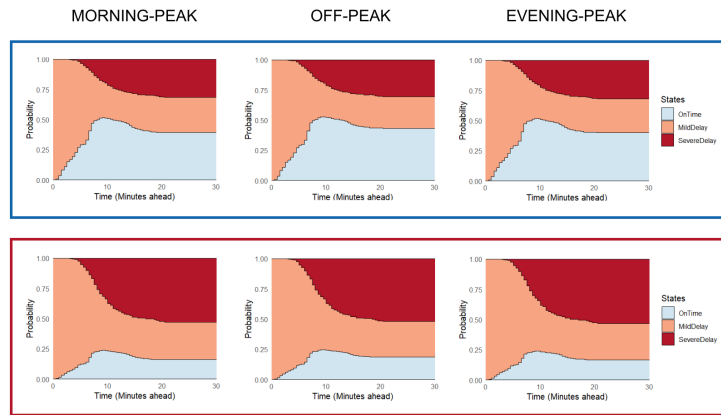 MORNING-PEAK OFF-PEAK EVENING-PEAK
1.00 1.00 1.00
0.75 0.75 0.75
0.50 0.50 0.50
0.25 0.25 0.25
0.00 0.00 0.00
Probability Probability Probability
0 10 20 30 0 10 20 30 0 10 20 30
Time (Minutes ahead) Time (Minutes ahead) Time (Minutes ahead)
States
OnTime
MildDelay
SevereDelay
1.00 1.00 1.00
0.75 0.75 0.75
0.50 0.50 0.50
0.25 0.25 0.25
0.00 0.00 0.00
Probability Probability Probability
0 10 20 30 0 10 20 30 0 10 20 30
Time (Minutes ahead) Time (Minutes ahead) Time (Minutes ahead)
States
OnTime
MildDelay
SevereDelay